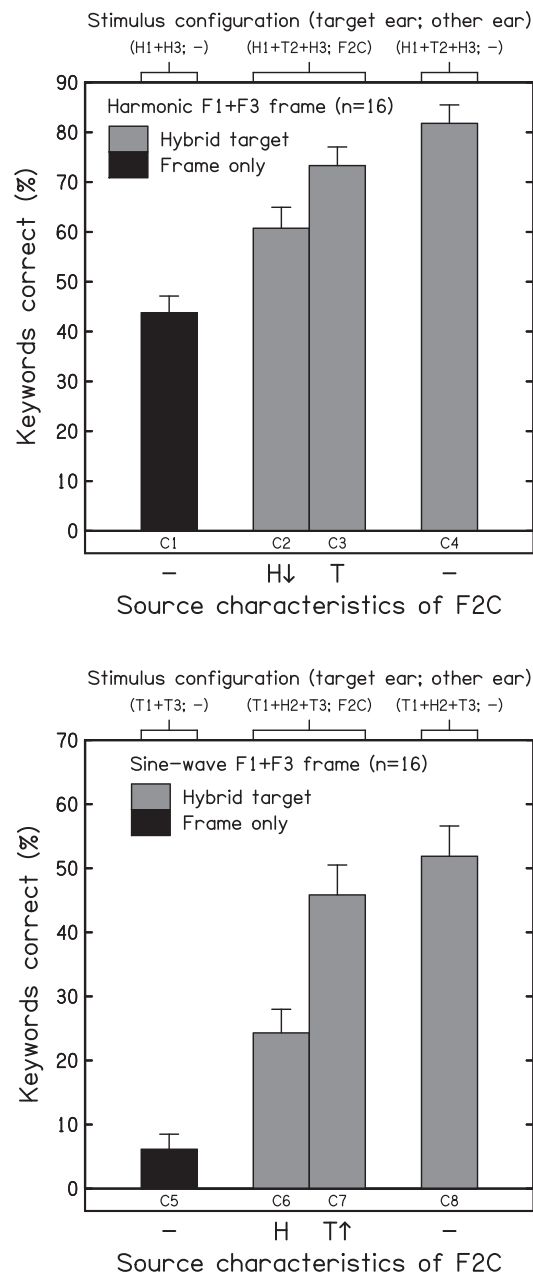 Stimulus configuration (target ear; other ear)
(H1+H3; –) (H1+T2+H3; F2C) (H1+T2+H3; –)
90
Harmonic F1+F3 frame (n=16)
Hybrid target
Frame only
80
70
60
50
40
30
20
10
0
Keywords correct (%)
C1 C2 C3 C4
– H↓ T –
Source characteristics of F2C
Stimulus configuration (target ear; other ear)
(T1+T3; –) (T1+H2+T3; F2C) (T1+H2+T3; –)
70
Sine-wave F1+F3 frame (n=16)
Hybrid target
Frame only
60
50
40
30
20
10
0
Keywords correct (%)
C5 C6 C7 C8
– H T↑ –
Source characteristics of F2C